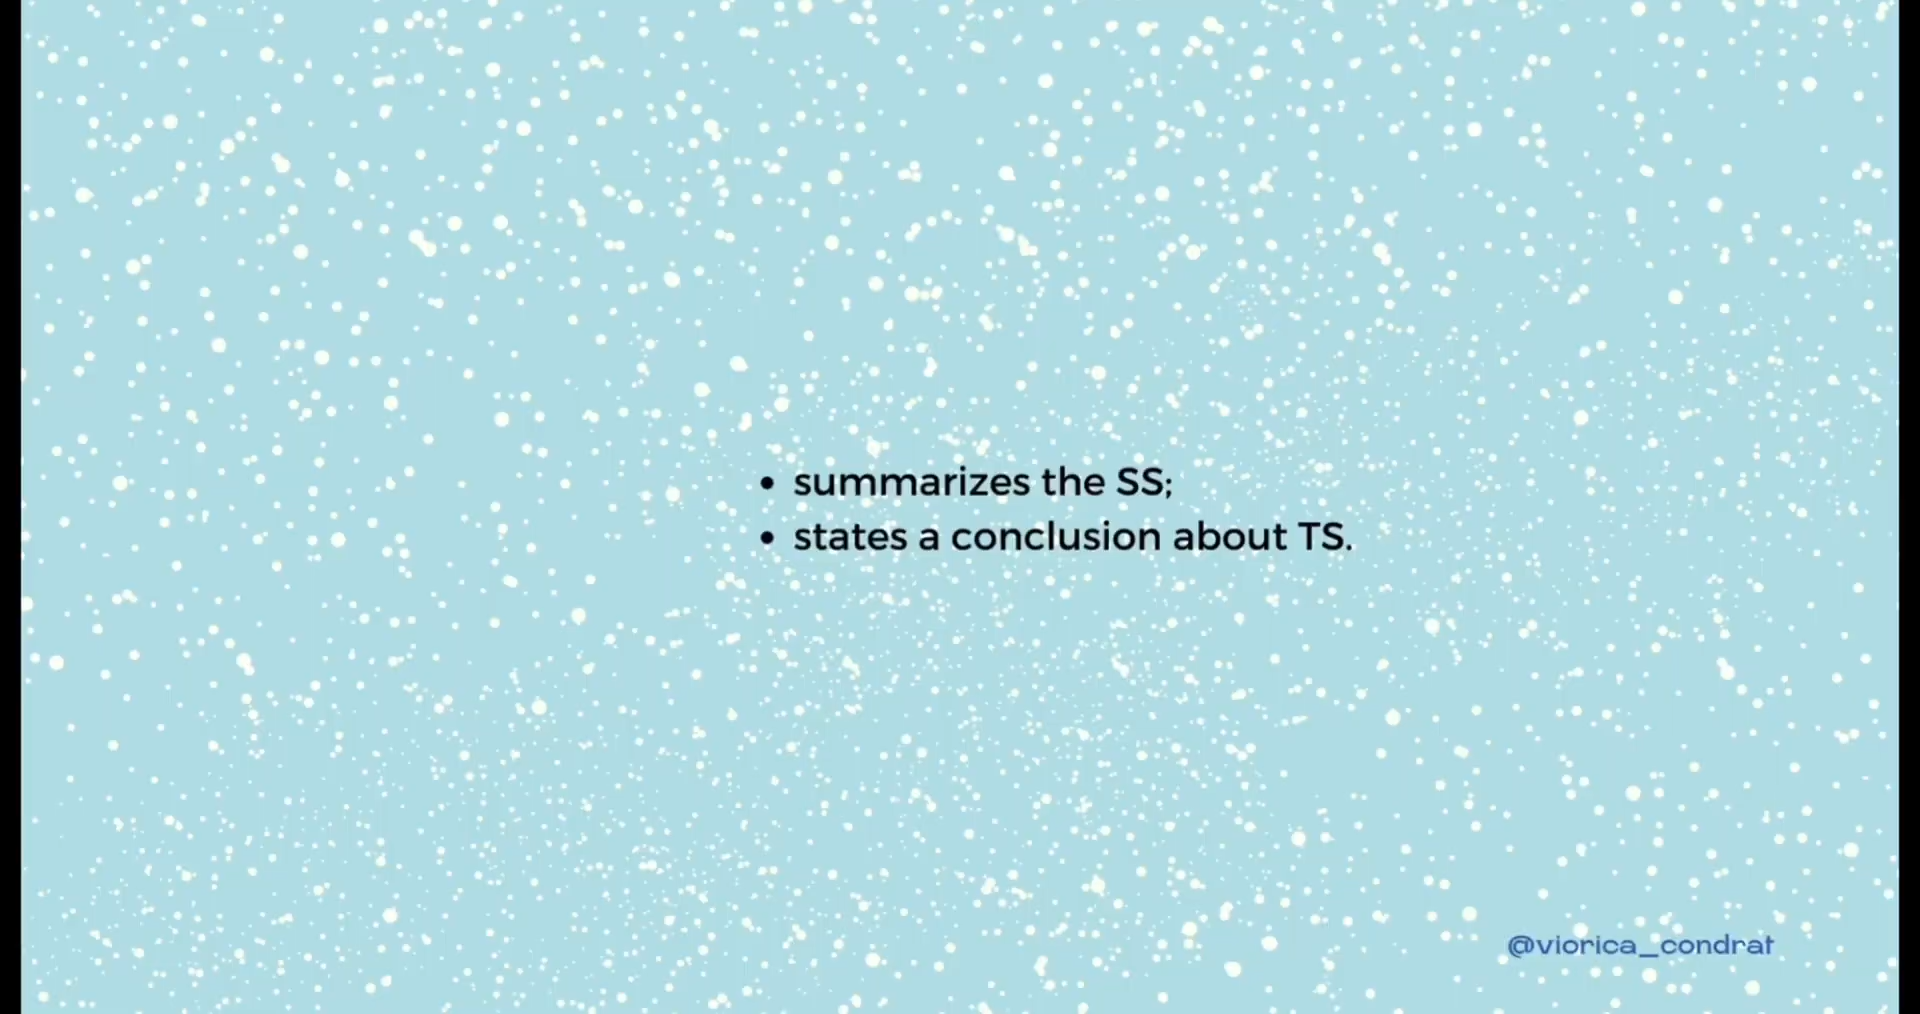 • summarizes the SS;
• states a conclusion about TS.
@viorica_condrat